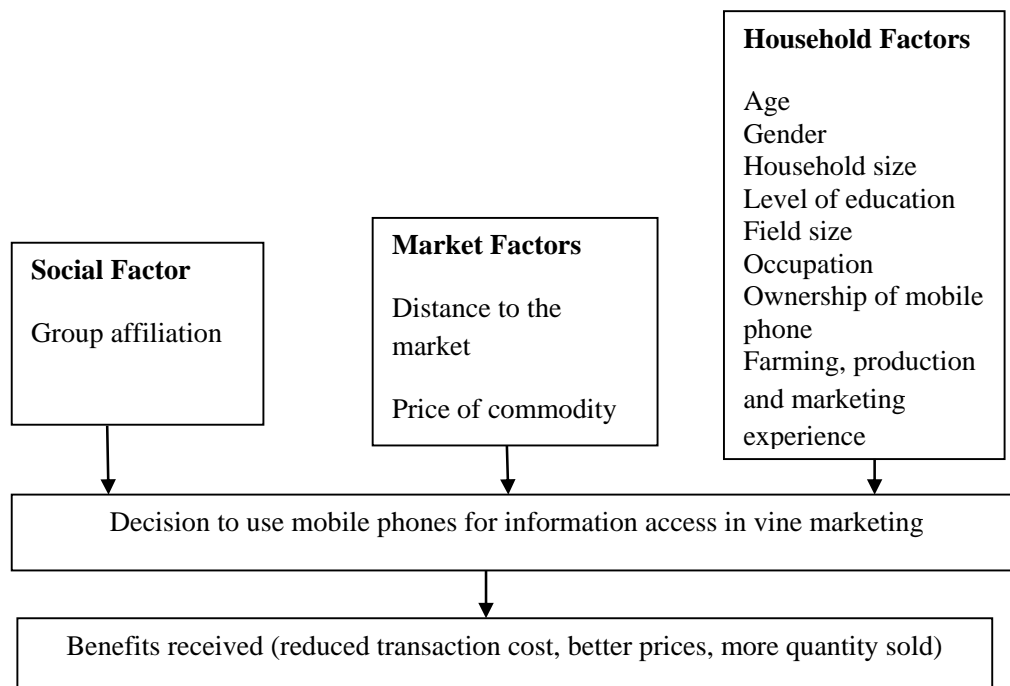 Household Factors
Age
Gender
Household size
Level of education
Field size
Occupation
Ownership of mobile
phone
Farming, production
and marketing
experience
Market Factors
Distance to the
market
Price of commodity
Social Factor
Group affiliation
Decision to use mobile phones for information access in vine marketing
Benefits received (reduced transaction cost, better prices, more quantity sold)